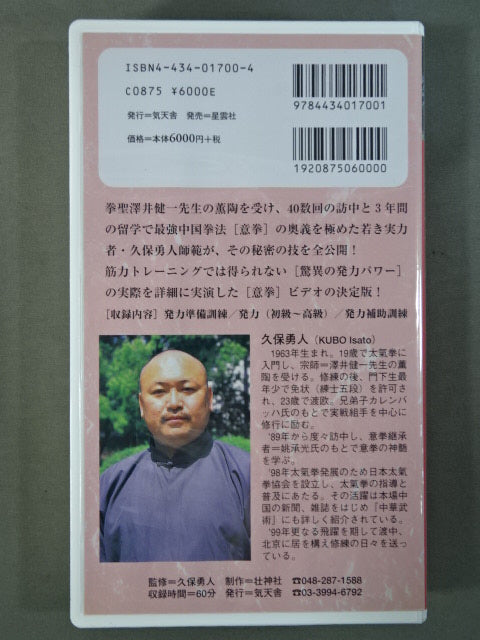 ISBN4-434-01700-4
C0875 ¥6000E
発行=気天舎 発売=星雲社
価格=本体6000円+税
9784434017001
1920875060000
拳聖澤井健一先生の薫陶を受け、40数回の訪中と3年間
の留学で最強中国拳法［意拳］の奥義を極めた若き実力
者・久保勇人師範が、その秘密の技を全公開！
筋力トレーニングでは得られない［驚異の発力パワー］
の実際を詳細に実演した［意拳］ビデオの決定版！
［収録内容］発力準備訓練／発力（初級〜高級）／発力補助訓練
久保勇人（KUBO Isato）
1963年生まれ。19歳で太氣拳に
入門し、宗師=澤井健一先生の薫
陶を受ける。修練の後、門下生最
年少で免状（練士五段）を許可さ
れ、23歳で渡欧。兄弟子カレンバ
ッハ氏のもとで実戦組手を中心に
修行に励む。
'89年から度々訪中し、意拳継承者
=姚承光氏のもとで意拳の神髄
を学ぶ。
'98年太氣拳発展のため日本太氣
拳協会を設立し、太氣拳の指導と
普及にあたる。その活躍は本場中
国の新聞、雑誌をはじめ『中華武
術』にも詳しく紹介されている。
'99年更なる飛躍を期して渡中、
北京に居を構え修練の日々を送っ
ている。
監修=久保勇人 制作=壮神社 ☎048-287-1588
収録時間=60分 発行=気天舎 ☎03-3994-6792